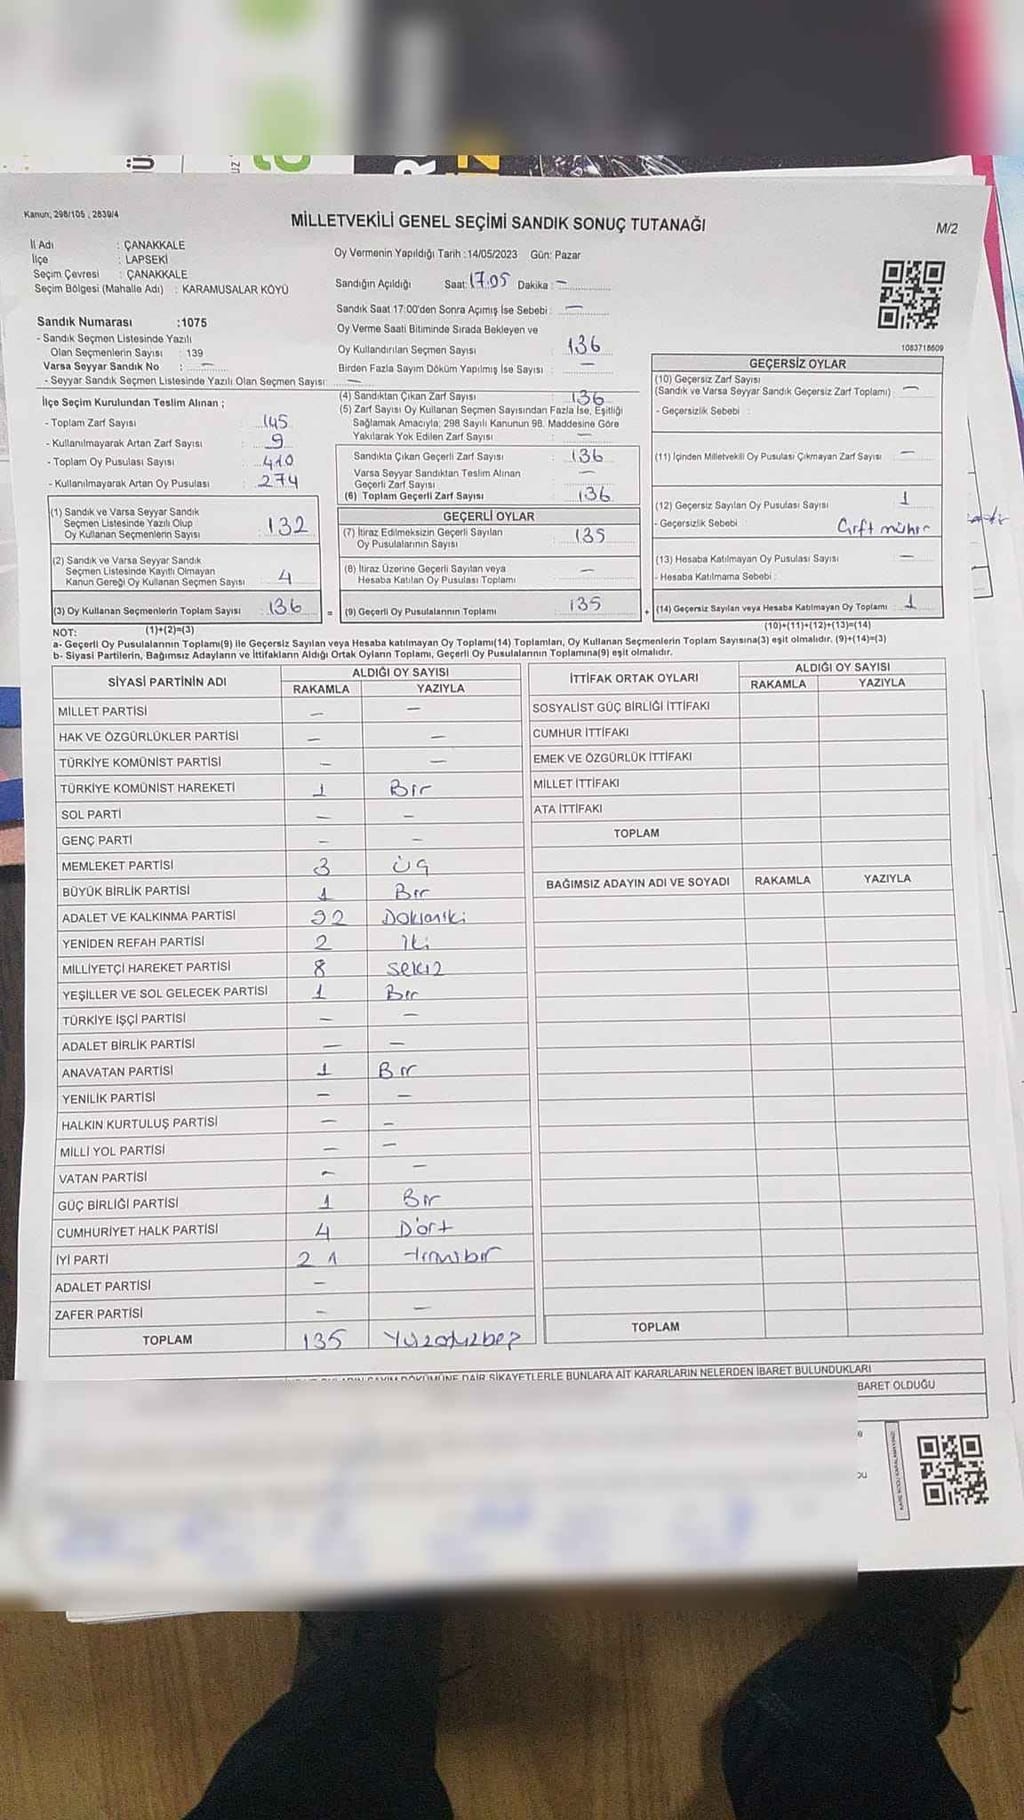 Kanun; 298/105 , 2839/4
MİLLETVEKİLİ GENEL SEÇİMİ SANDIK SONUÇ TUTANAĞI
M/2
İl Adı : ÇANAKKALE
İlçe : LAPSEKİ
Seçim Çevresi : ÇANAKKALE
Seçim Bölgesi (Mahalle Adı) : KARAMUSALAR KÖYÜ
Oy Vermenin Yapıldığı Tarih :14/05/2023 Gün: Pazar
Sandığın Açıldığı Saat: 17.05 Dakika : —
Sandık Saat 17:00'den Sonra Açımış İse Sebebi : —
Oy Verme Saati Bitiminde Sırada Bekleyen ve
Oy Kullandırılan Seçmen Sayısı : 136
Birden Fazla Sayım Döküm Yapılmış İse Sayısı : —
Sandık Numarası :1075
- Sandık Seçmen Listesinde Yazılı
Olan Seçmenlerin Sayısı : 139
Varsa Seyyar Sandık No : —
- Seyyar Sandık Seçmen Listesinde Yazılı Olan Seçmen Sayısı: —
1083718609
İlçe Seçim Kurulundan Teslim Alınan ;
- Toplam Zarf Sayısı : 145
- Kullanılmayarak Artan Zarf Sayısı : 9
- Toplam Oy Pusulası Sayısı : 410
- Kullanılmayarak Artan Oy Pusulası : 274
(4) Sandıktan Çıkan Zarf Sayısı : 136
(5) Zarf Sayısı Oy Kullanan Seçmen Sayısından Fazla İse, Eşitliği
Sağlamak Amacıyla; 298 Sayılı Kanunun 98. Maddesine Göre
Yakılarak Yok Edilen Zarf Sayısı : —
Sandıkta Çıkan Geçerli Zarf Sayısı : 136
Varsa Seyyar Sandıktan Teslim Alınan
Geçerli Zarf Sayısı : —
(6) Toplam Geçerli Zarf Sayısı : 136
GEÇERSİZ OYLAR
(10) Geçersiz Zarf Sayısı
(Sandık ve Varsa Seyyar Sandık Geçersiz Zarf Toplamı) : —
- Geçersizlik Sebebi :
(11) İçinden Milletvekili Oy Pusulası Çıkmayan Zarf Sayısı : —
(12) Geçersiz Sayılan Oy Pusulası Sayısı : 1
- Geçersizlik Sebebi : Çift mühür
(13) Hesaba Katılmayan Oy Pusulası Sayısı : —
- Hesaba Katılmama Sebebi :
(14) Geçersiz Sayılan veya Hesaba Katılmayan Oy Toplamı : 1
(10)+(11)+(12)+(13)=(14)
(1) Sandık ve Varsa Seyyar Sandık
Seçmen Listesinde Yazılı Olup
Oy Kullanan Seçmenlerin Sayısı : 132
(2) Sandık ve Varsa Seyyar Sandık
Seçmen Listesinde Kayıtlı Olmayan
Kanun Gereği Oy Kullanan Seçmen Sayısı : 4
(3) Oy Kullanan Seçmenlerin Toplam Sayısı : 136 =
(1)+(2)=(3)
GEÇERLİ OYLAR
(7) İtiraz Edilmeksizin Geçerli Sayılan
Oy Pusulalarının Sayısı : 135
(8) İtiraz Üzerine Geçerli Sayılan veya
Hesaba Katılan Oy Pusulası Toplamı : —
(9) Geçerli Oy Pusulalarının Toplamı : 135 +
NOT:
a- Geçerli Oy Pusulalarının Toplamı(9) ile Geçersiz Sayılan veya Hesaba katılmayan Oy Toplamı(14) Toplamları, Oy Kullanan Seçmenlerin Toplam Sayısına(3) eşit olmalıdır. (9)+(14)=(3)
b- Siyasi Partilerin, Bağımsız Adayların ve İttifakların Aldığı Ortak Oyların Toplamı, Geçerli Oy Pusulalarının Toplamına(9) eşit olmalıdır.
SİYASİ PARTİNİN ADI ALDIĞI OY SAYISI
RAKAMLA YAZIYLA
MİLLET PARTİSİ — —
HAK VE ÖZGÜRLÜKLER PARTİSİ — —
TÜRKİYE KOMÜNİST PARTİSİ — —
TÜRKİYE KOMÜNİST HAREKETİ 1 Bir
SOL PARTİ — —
GENÇ PARTİ — —
MEMLEKET PARTİSİ 3 üç
BÜYÜK BİRLİK PARTİSİ 1 Bir
ADALET VE KALKINMA PARTİSİ 92 Doksaniki
YENİDEN REFAH PARTİSİ 2 iki
MİLLİYETÇİ HAREKET PARTİSİ 8 sekiz
YEŞİLLER VE SOL GELECEK PARTİSİ 1 Bir
TÜRKİYE İŞÇİ PARTİSİ — —
ADALET BİRLİK PARTİSİ — —
ANAVATAN PARTİSİ 1 Bir
YENİLİK PARTİSİ — —
HALKIN KURTULUŞ PARTİSİ — —
MİLLİ YOL PARTİSİ — —
VATAN PARTİSİ — —
GÜÇ BİRLİĞİ PARTİSİ 1 Bir
CUMHURİYET HALK PARTİSİ 4 Dört
İYİ PARTİ 21
ADALET PARTİSİ —
ZAFER PARTİSİ — —
TOPLAM 135 Yüzotuzbeş
İTTİFAK ORTAK OYLARI ALDIĞI OY SAYISI
RAKAMLA YAZIYLA
SOSYALİST GÜÇ BİRLİĞİ İTTİFAKI
CUMHUR İTTİFAKI
EMEK VE ÖZGÜRLÜK İTTİFAKI
MİLLET İTTİFAKI
ATA İTTİFAKI
TOPLAM
BAĞIMSIZ ADAYIN ADI VE SOYADI RAKAMLA YAZIYLA
TOPLAM
DAİR ŞİKAYETLERLE BUNLARA AİT KARARLARIN NELERDEN İBARET BULUNDUKLARI
BARET OLDUĞU